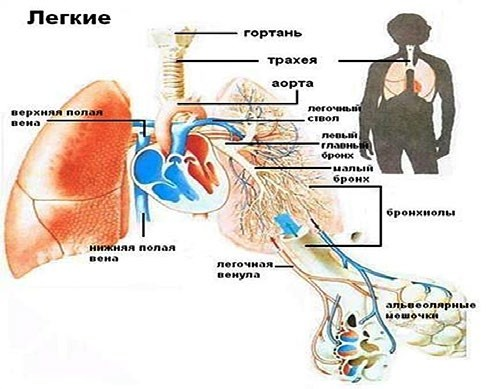 Легкие
гортань
трахея
аорта
верхняя полая
вена
легочный
ствол
левый
главный
бронх
малый
бронх
бронхиолы
нижняя полая
вена
легочная
венула
альвеолярные
мешочки